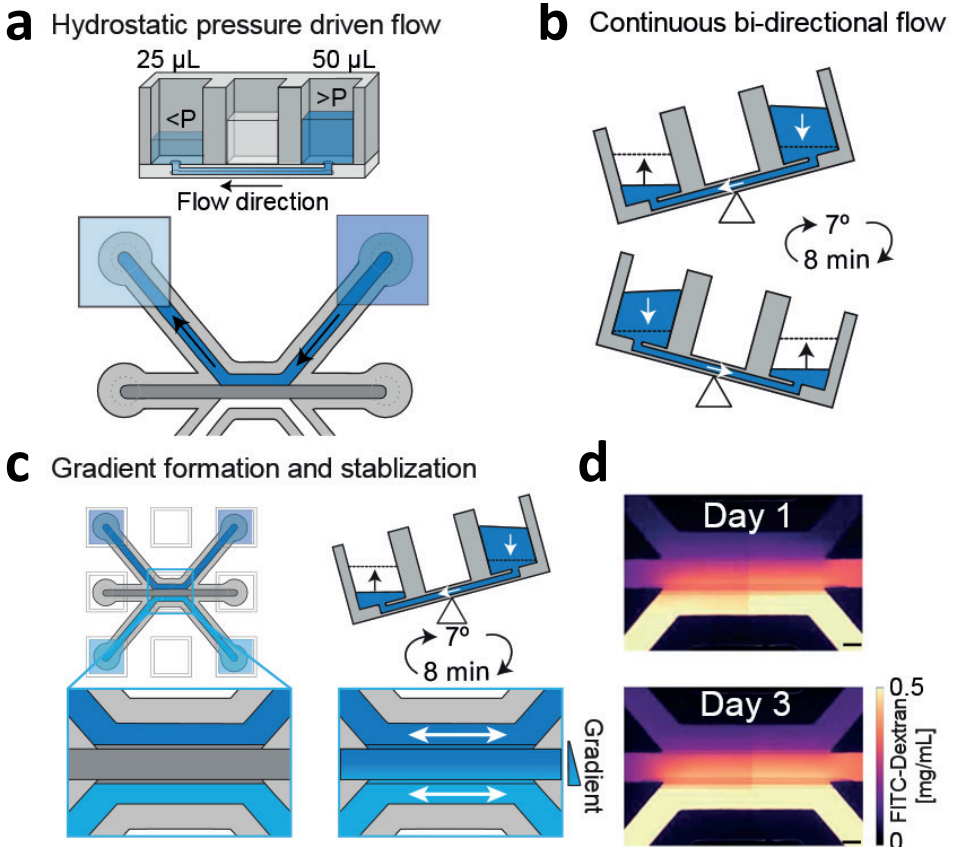 a Hydrostatic pressure driven flow
25 µL 50 µL
<P >P
Flow direction
b Continuous bi-directional flow
7º
8 min
c Gradient formation and stablization
7º
8 min
Gradient
d
Day 1
Day 3
0.5
FITC-Dextran
[mg/mL]
0